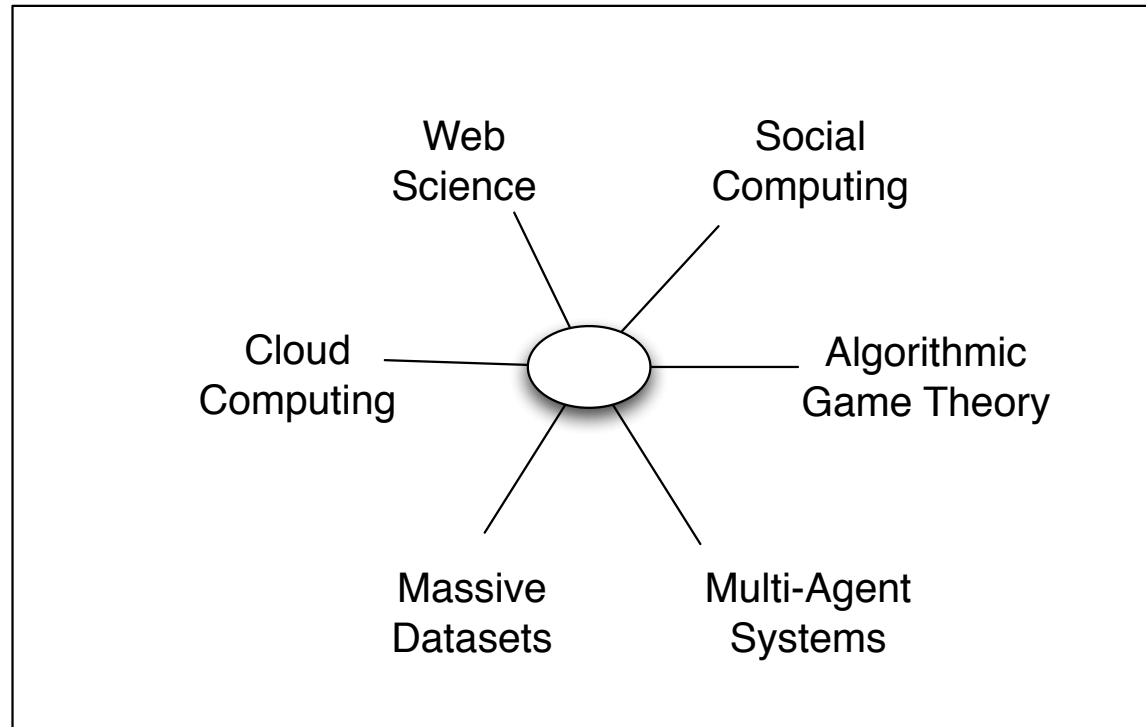 Web
Science
Social
Computing
Cloud
Computing
Algorithmic
Game Theory
Massive
Datasets
Multi-Agent
Systems